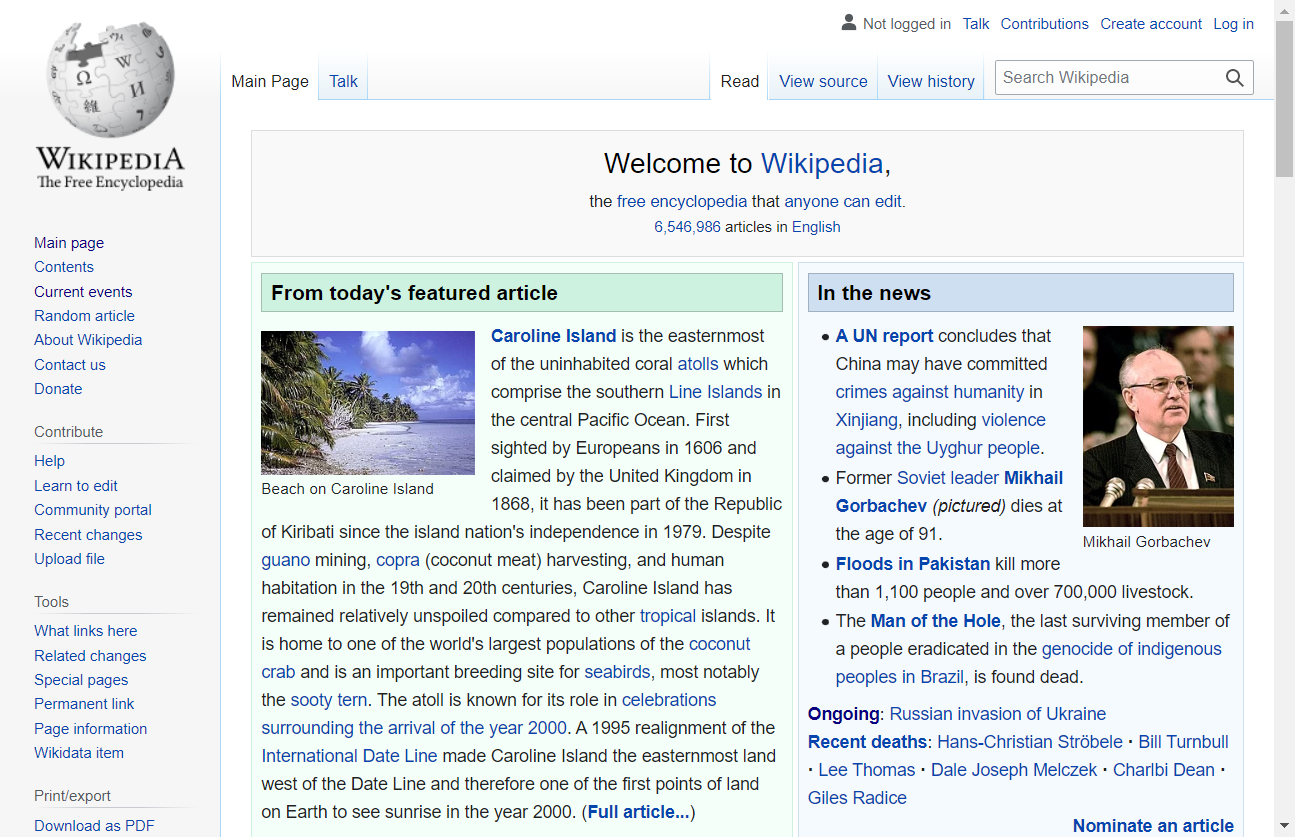 Not logged in Talk Contributions Create account Log in
Main Page Talk Read View source View history Search Wikipedia
WIKIPEDIA
The Free Encyclopedia
Main page
Contents
Current events
Random article
About Wikipedia
Contact us
Donate
Contribute
Help
Learn to edit
Community portal
Recent changes
Upload file
Tools
What links here
Related changes
Special pages
Permanent link
Page information
Wikidata item
Print/export
Download as PDF
Welcome to Wikipedia,
the free encyclopedia that anyone can edit.
6,546,986 articles in English
From today's featured article
Beach on Caroline Island
Caroline Island is the easternmost
of the uninhabited coral atolls which
comprise the southern Line Islands in
the central Pacific Ocean. First
sighted by Europeans in 1606 and
claimed by the United Kingdom in
1868, it has been part of the Republic
of Kiribati since the island nation's independence in 1979. Despite
guano mining, copra (coconut meat) harvesting, and human
habitation in the 19th and 20th centuries, Caroline Island has
remained relatively unspoiled compared to other tropical islands. It
is home to one of the world's largest populations of the coconut
crab and is an important breeding site for seabirds, most notably
the sooty tern. The atoll is known for its role in celebrations
surrounding the arrival of the year 2000. A 1995 realignment of the
International Date Line made Caroline Island the easternmost land
west of the Date Line and therefore one of the first points of land
on Earth to see sunrise in the year 2000. (Full article...)
In the news
• A UN report concludes that
China may have committed
crimes against humanity in
Xinjiang, including violence
against the Uyghur people.
• Former Soviet leader Mikhail
Gorbachev (pictured) dies at
the age of 91.
Mikhail Gorbachev
• Floods in Pakistan kill more
than 1,100 people and over 700,000 livestock.
• The Man of the Hole, the last surviving member of
a people eradicated in the genocide of indigenous
peoples in Brazil, is found dead.
Ongoing: Russian invasion of Ukraine
Recent deaths: Hans-Christian Ströbele · Bill Turnbull
· Lee Thomas · Dale Joseph Melczek · Charlbi Dean ·
Giles Radice
Nominate an article